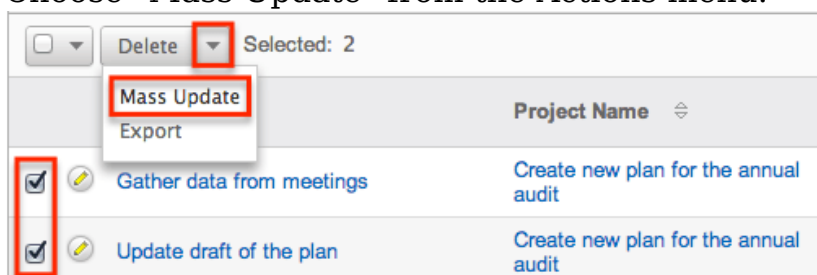 Choose "Mass Update" from the Actions menu.
Delete Selected: 2
Mass Update
Export
Project Name
Gather data from meetings
Create new plan for the annual
audit
Update draft of the plan
Create new plan for the annual
audit